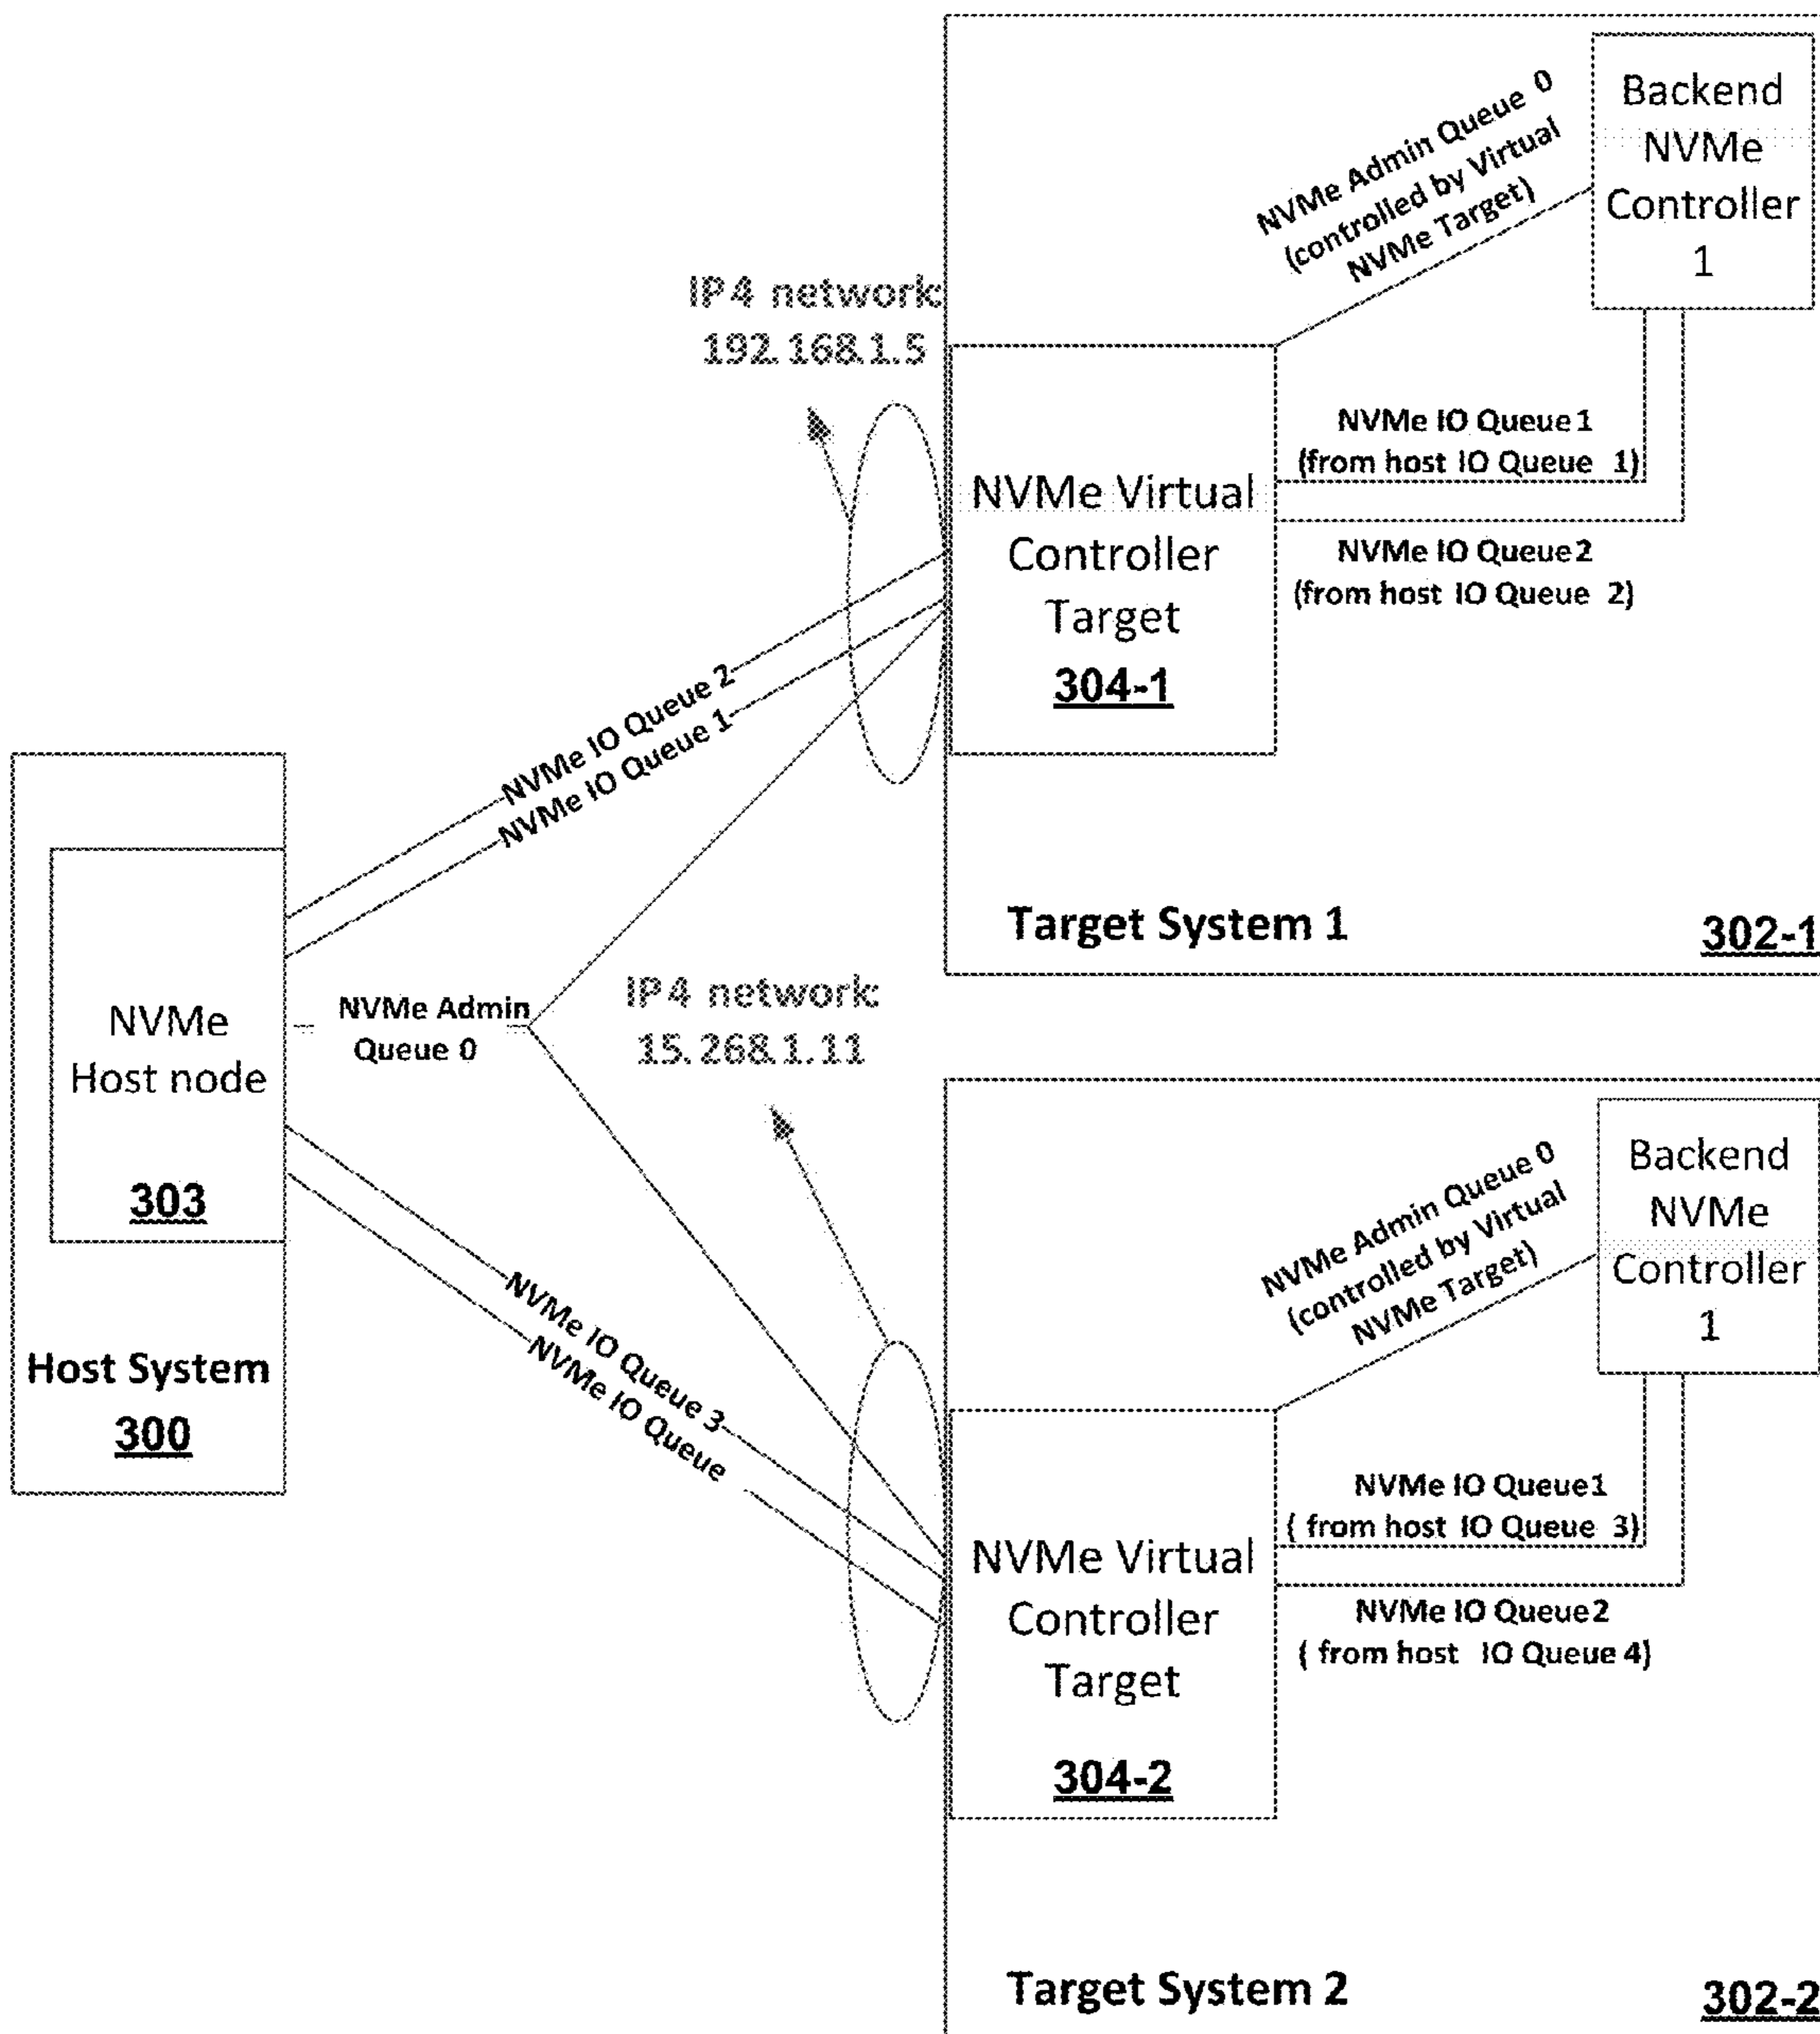 Backend
NVMe
Controller
1
NVMe Admin Queue 0
(controlled by Virtual
NVMe Target)
IP4 network:
192.168.1.5
NVMe IO Queue 1
(from host IO Queue 1)
NVMe Virtual
Controller
Target
304-1
NVMe IO Queue 2
(from host IO Queue 2)
NVMe IO Queue 2
NVMe IO Queue 1
Target System 1
302-1
NVMe Admin
Queue 0
IP4 network:
15.268.1.11
NVMe
Host node
303
Host System
300
NVMe IO Queue 3
NVMe IO Queue
Backend
NVMe
Controller
1
NVMe Admin Queue 0
(controlled by Virtual
NVMe Target)
NVMe IO Queue1
( from host IO Queue 3)
NVMe Virtual
Controller
Target
304-2
NVMe IO Queue2
( from host IO Queue 4)
Target System 2
302-2